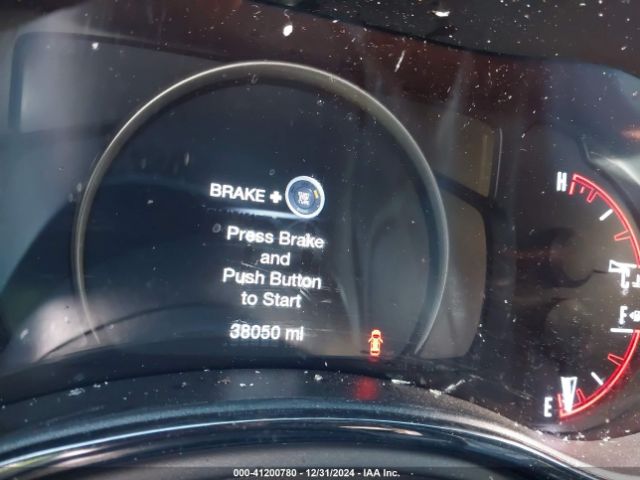 BRAKE +
Press Brake
and
Push Button
to Start
38050 mi
H
C
F
E
000-41200780 - 12/31/2024 - IAA Inc.